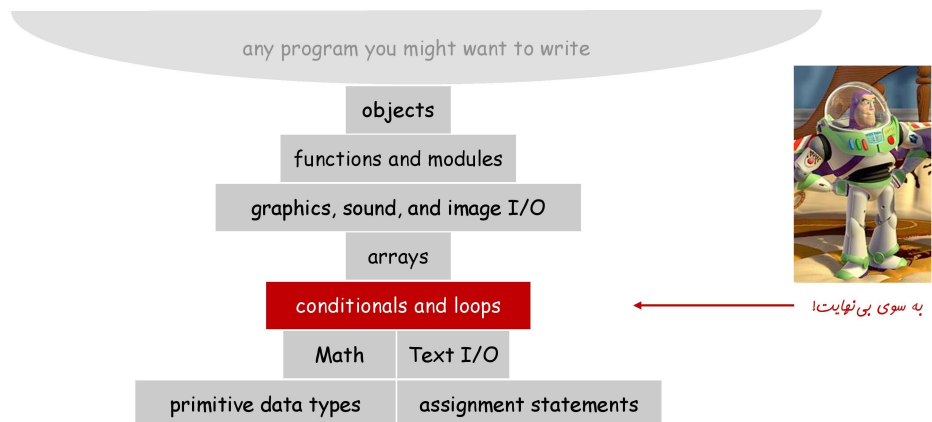 any program you might want to write
objects
functions and modules
graphics, sound, and image I/O
arrays
conditionals and loops
به سوی بی‌نهایت!
Math
Text I/O
primitive data types
assignment statements